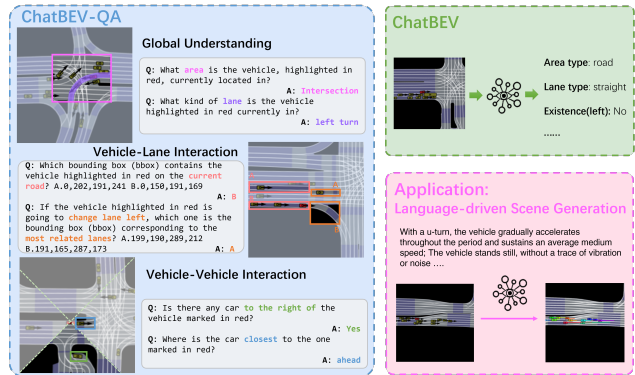 ChatBEV-QA
Global Understanding
Q: What area is the vehicle, highlighted in
red, currently located in?
A: Intersection
Q: What kind of lane is the vehicle
highlighted in red currently in?
A: left turn
Vehicle-Lane Interaction
Q: Which bounding box (bbox) contains the
vehicle highlighted in red on the current
road? A.0,202,191,241 B.0,150,191,169
A: B
Q: If the vehicle highlighted in red is
going to change lane left, which one is the
bounding box (bbox) corresponding to the
most related lanes? A.199,190,289,212
B.191,165,287,173
A: A
Vehicle-Vehicle Interaction
Q: Is there any car to the right of the
vehicle marked in red?
A: Yes
Q: Where is the car closest to the one
marked in red?
A: ahead
ChatBEV
Area type: road
Lane type: straight
Existence(left): No
......
Application:
Language-driven Scene Generation
With a u-turn, the vehicle gradually accelerates
throughout the period and sustains an average medium
speed; The vehicle stands still, without a trace of vibration
or noise ....